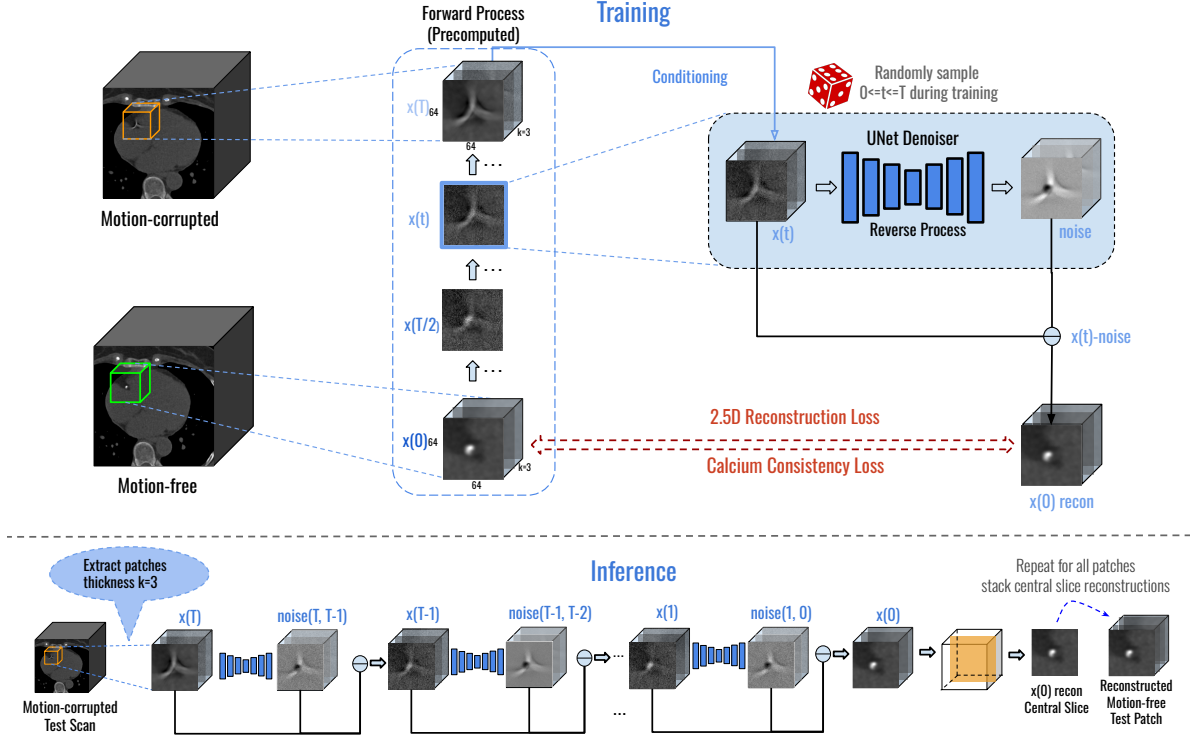 Forward Process
(Precomputed)
Training
Conditioning
Randomly sample
0<=t<=T during training
x(T)
64
64
k=3
...
Motion-corrupted
x(t)
...
x(T/2)
...
x(0)
64
64
k=3
Motion-free
UNet Denoiser
x(t)
Reverse Process
noise
x(t)-noise
2.5D Reconstruction Loss
Calcium Consistency Loss
x(0) recon
Inference
Extract patches
thickness k=3
Repeat for all patches
stack central slice reconstructions
x(T)
noise(T, T-1)
x(T-1)
noise(T-1, T-2)
x(1)
noise(1, 0)
x(0)
...
...
Motion-corrupted
Test Scan
x(0) recon
Central Slice
Reconstructed
Motion-free
Test Patch